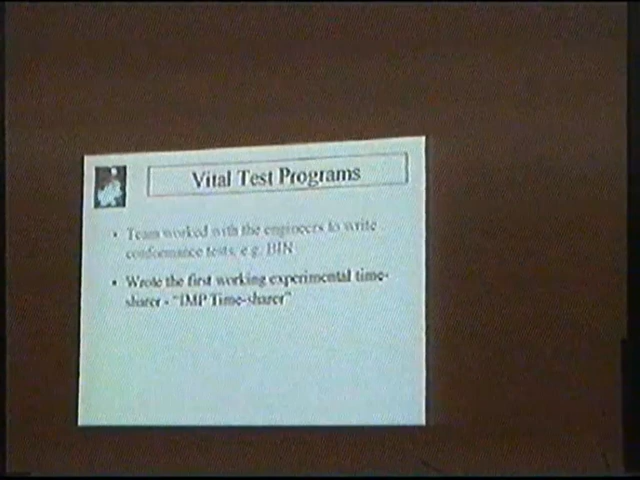 Vital Test Programs
• Team worked with the engineers to write
conformance tests, e.g. BIN
• Wrote the first working experimental time-
sharer - "IMP Time-sharer"